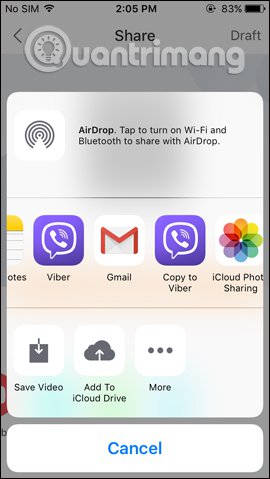 No SIM 2:05 PM 83%
Share Draft
Quantrimang
AirDrop. Tap to turn on Wi-Fi and
Bluetooth to share with AirDrop.
otes Viber Gmail Copy to iCloud Phot
Viber Sharing
Save Video Add To More
iCloud Drive
b
Cancel